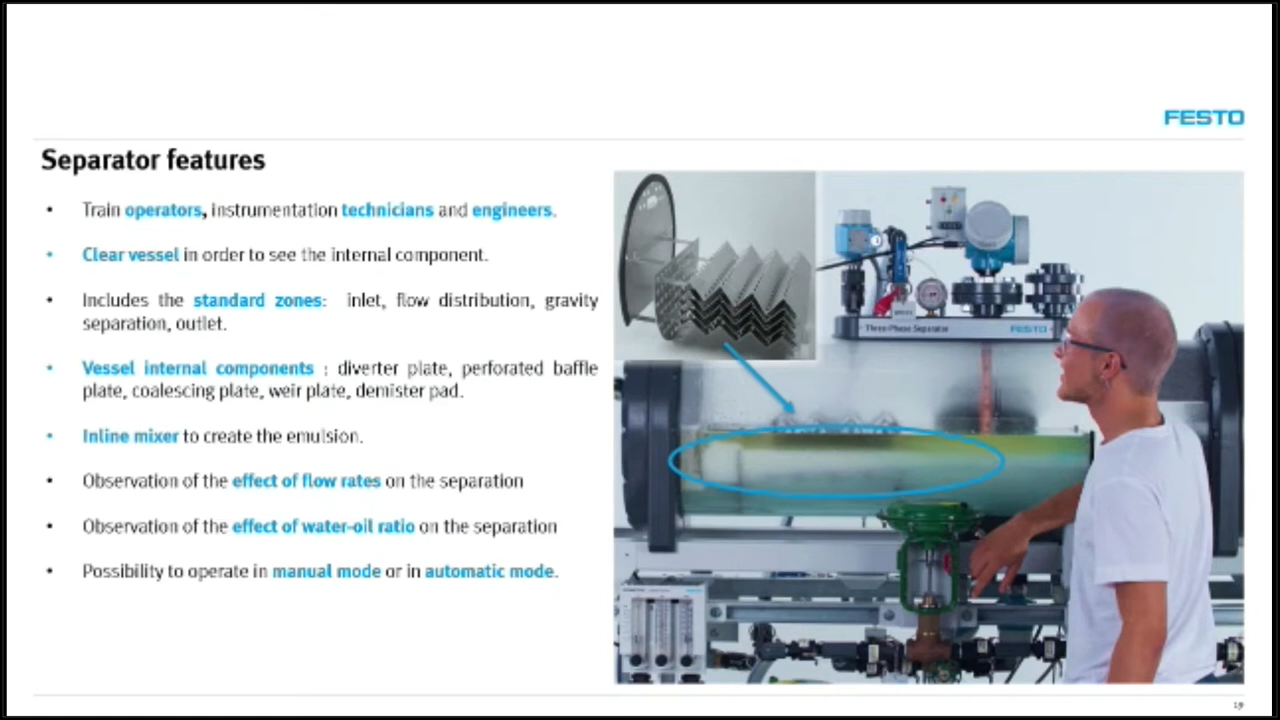 FESTO
Separator features
• Train operators, instrumentation technicians and engineers.
• Clear vessel in order to see the internal component.
• Includes the standard zones: inlet, flow distribution, gravity
separation, outlet.
• Vessel internal components : diverter plate, perforated baffle
plate, coalescing plate, weir plate, demister pad.
• Inline mixer to create the emulsion.
• Observation of the effect of flow rates on the separation
• Observation of the effect of water-oil ratio on the separation
• Possibility to operate in manual mode or in automatic mode.
Three Phase Separator FESTO
19